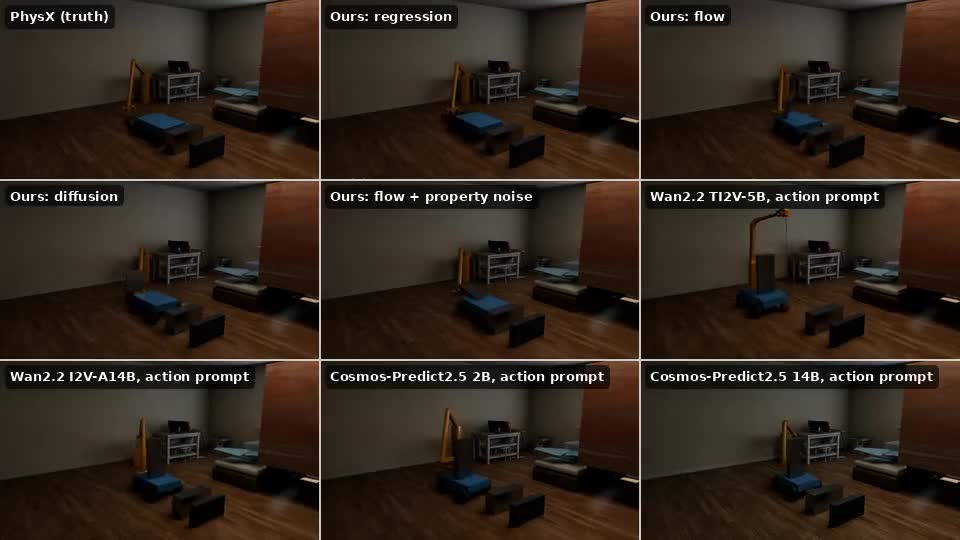 PhysX (truth)
Ours: regression
Ours: flow
Ours: diffusion
Ours: flow + property noise
Wan2.2 TI2V-5B, action prompt
Wan2.2 I2V-A14B, action prompt
Cosmos-Predict2.5 2B, action prompt
Cosmos-Predict2.5 14B, action prompt